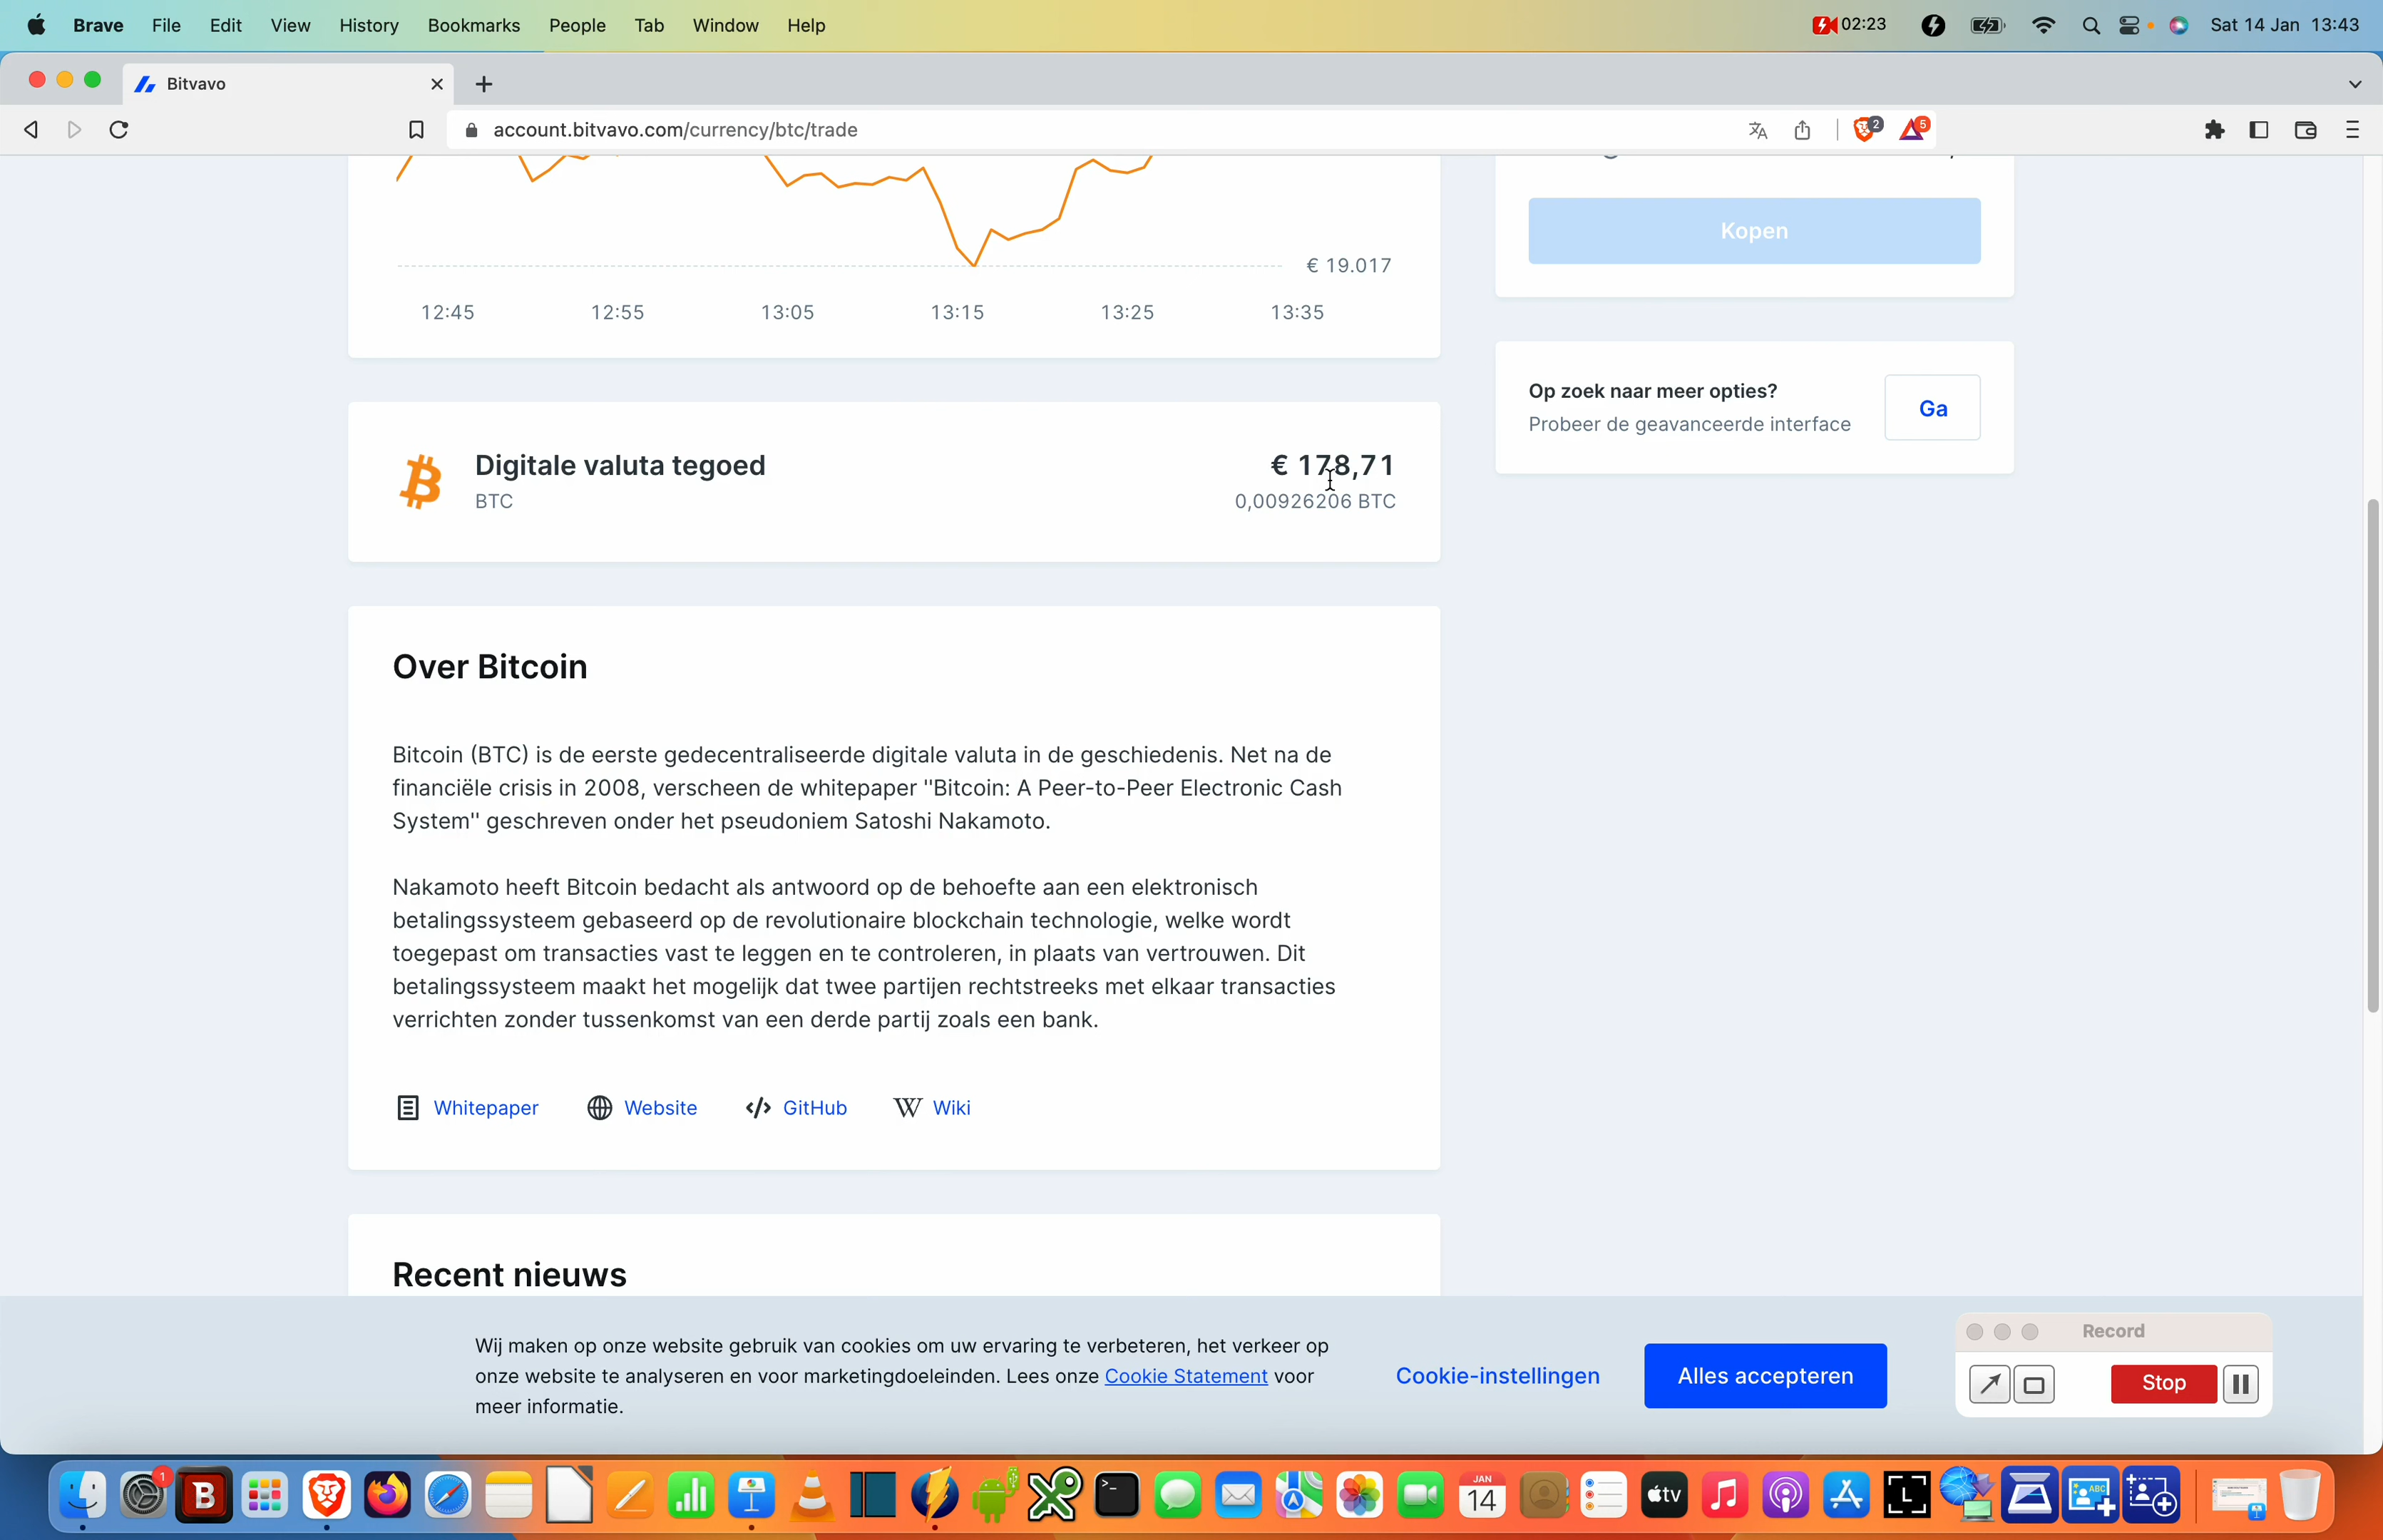 Brave File Edit View History Bookmarks People Tab Window Help 02:23 Sat 14 Jan 13:43
Bitvavo
account.bitvavo.com/currency/btc/trade 2 5
€ 19.017
12:45 12:55 13:05 13:15 13:25 13:35
Kopen
Op zoek naar meer opties?
Probeer de geavanceerde interface
Ga
Digitale valuta tegoed € 178,71
BTC 0,00926206 BTC
Over Bitcoin
Bitcoin (BTC) is de eerste gedecentraliseerde digitale valuta in de geschiedenis. Net na de
financiële crisis in 2008, verscheen de whitepaper "Bitcoin: A Peer-to-Peer Electronic Cash
System" geschreven onder het pseudoniem Satoshi Nakamoto.
Nakamoto heeft Bitcoin bedacht als antwoord op de behoefte aan een elektronisch
betalingssysteem gebaseerd op de revolutionaire blockchain technologie, welke wordt
toegepast om transacties vast te leggen en te controleren, in plaats van vertrouwen. Dit
betalingssysteem maakt het mogelijk dat twee partijen rechtstreeks met elkaar transacties
verrichten zonder tussenkomst van een derde partij zoals een bank.
Whitepaper Website </> GitHub W Wiki
Recent nieuws
Wij maken op onze website gebruik van cookies om uw ervaring te verbeteren, het verkeer op
onze website te analyseren en voor marketingdoeleinden. Lees onze Cookie Statement voor
meer informatie.
Cookie-instellingen
Alles accepteren
Record
Stop
1 B >_ JAN 14 tv L ABC